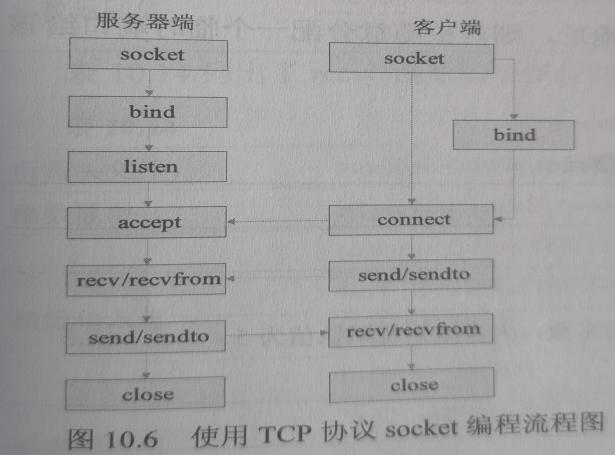 服务器端
客户端
socket
socket
bind
bind
listen
accept
connect
recv/recvfrom
send/sendto
send/sendto
recv/recvfrom
close
close
图 10.6 使用 TCP 协议 socket 编程流程图